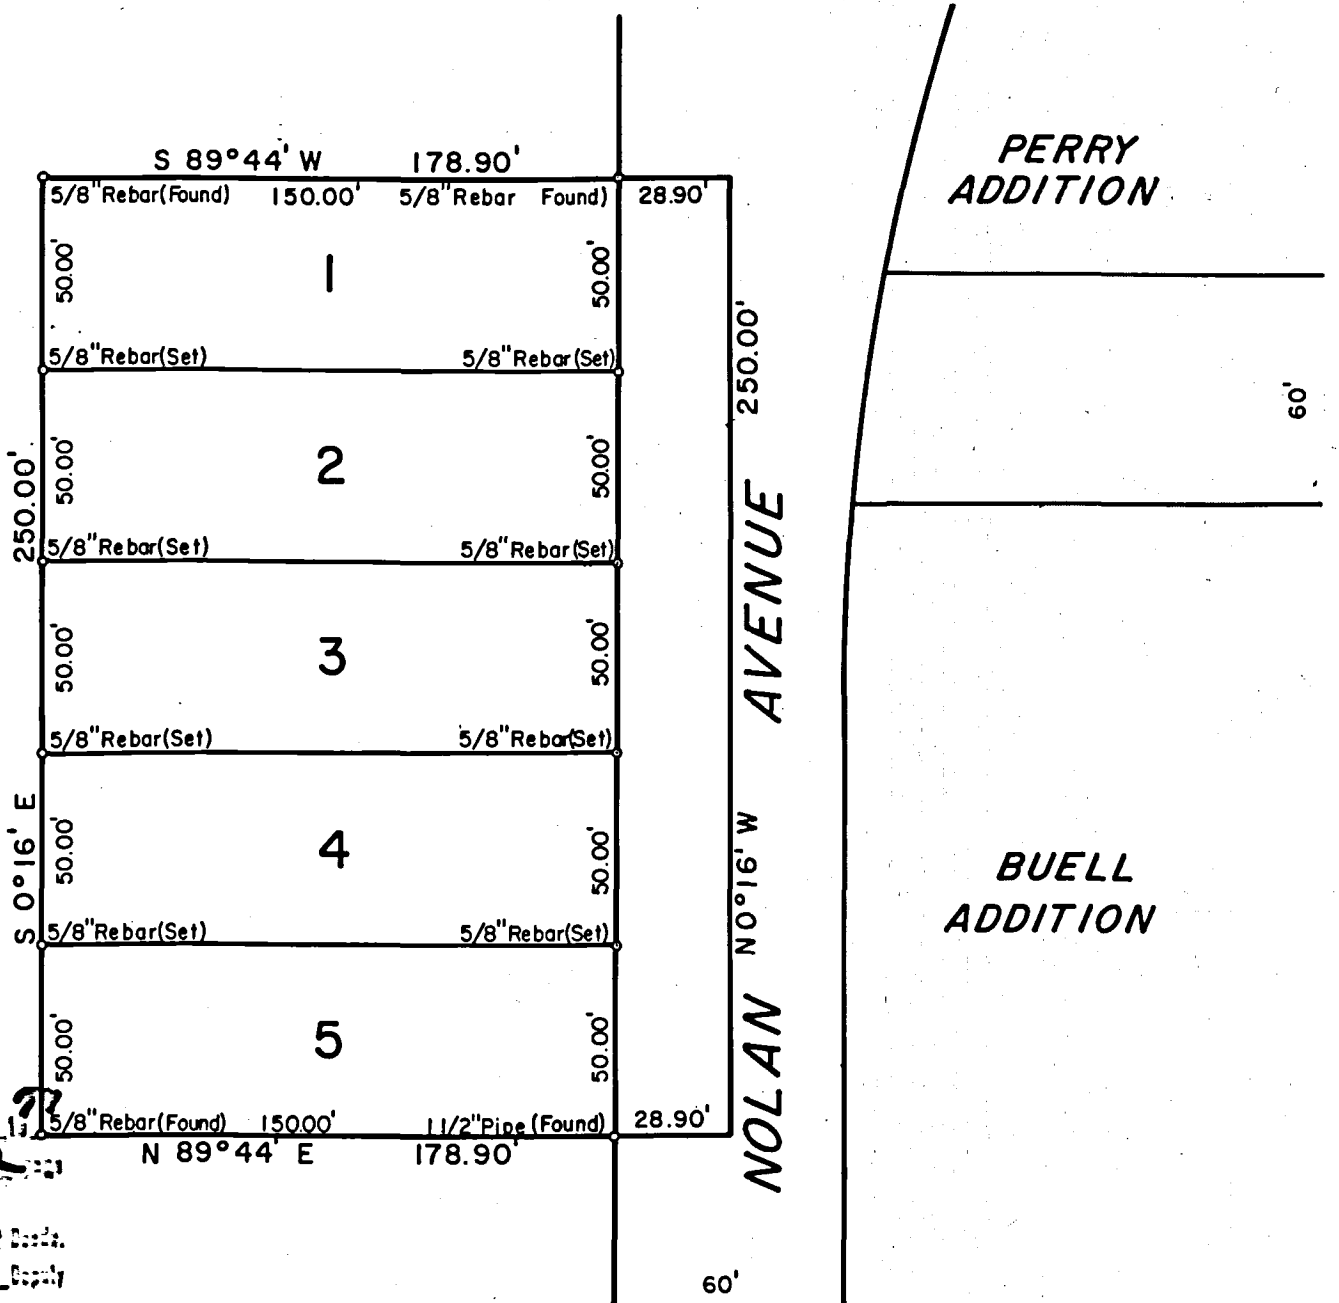 PERRY
ADDITION
S 89°44' W 178.90'
5/8"Rebar(Found) 150.00' 5/8"Rebar Found) 28.90'
50.00' 1 50.00'
250.00'
5/8"Rebar(Set) 5/8"Rebar(Set)
60'
50.00' 2 50.00'
250.00'
5/8"Rebar(Set) 5/8"Rebar(Set)
50.00' 3 50.00'
5/8"Rebar(Set) 5/8"Rebar(Set)
S 0°16' E
50.00' 4 50.00'
N 0°16' W
NOLAN AVENUE
BUELL
ADDITION
5/8"Rebar(Set) 5/8"Rebar(Set)
50.00' 5 50.00'
5/8"Rebar(Found) 150.00' 1 1/2"Pipe(Found) 28.90'
N 89°44' E 178.90'
Deeds.
Deputy
60'